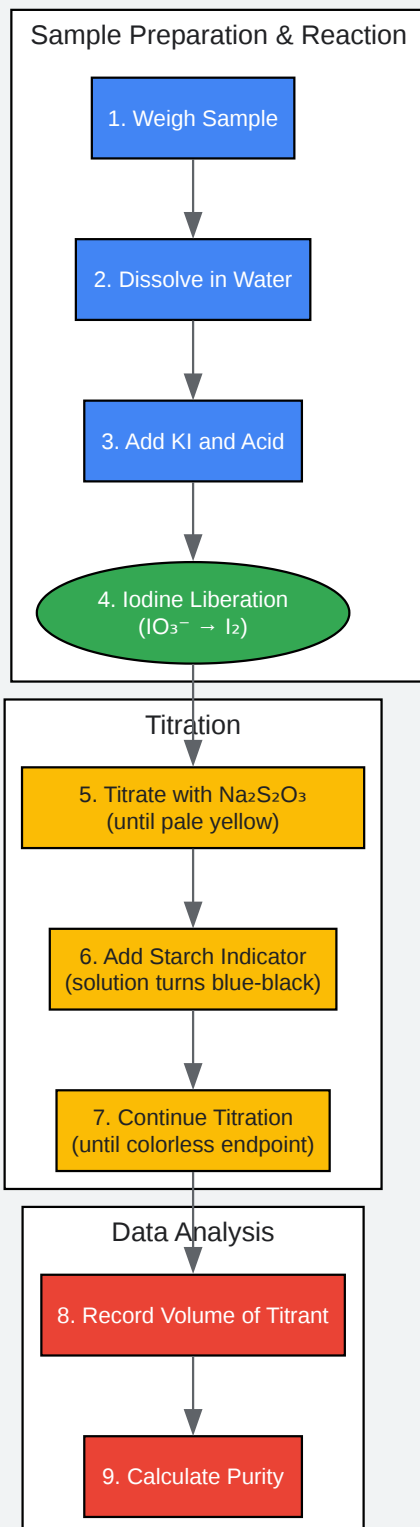 Sample Preparation & Reaction
1. Weigh Sample
2. Dissolve in Water
3. Add KI and Acid
4. Iodine Liberation
(IO₃⁻ → I₂)
Titration
5. Titrate with Na₂S₂O₃
(until pale yellow)
6. Add Starch Indicator
(solution turns blue-black)
7. Continue Titration
(until colorless endpoint)
Data Analysis
8. Record Volume of Titrant
9. Calculate Purity